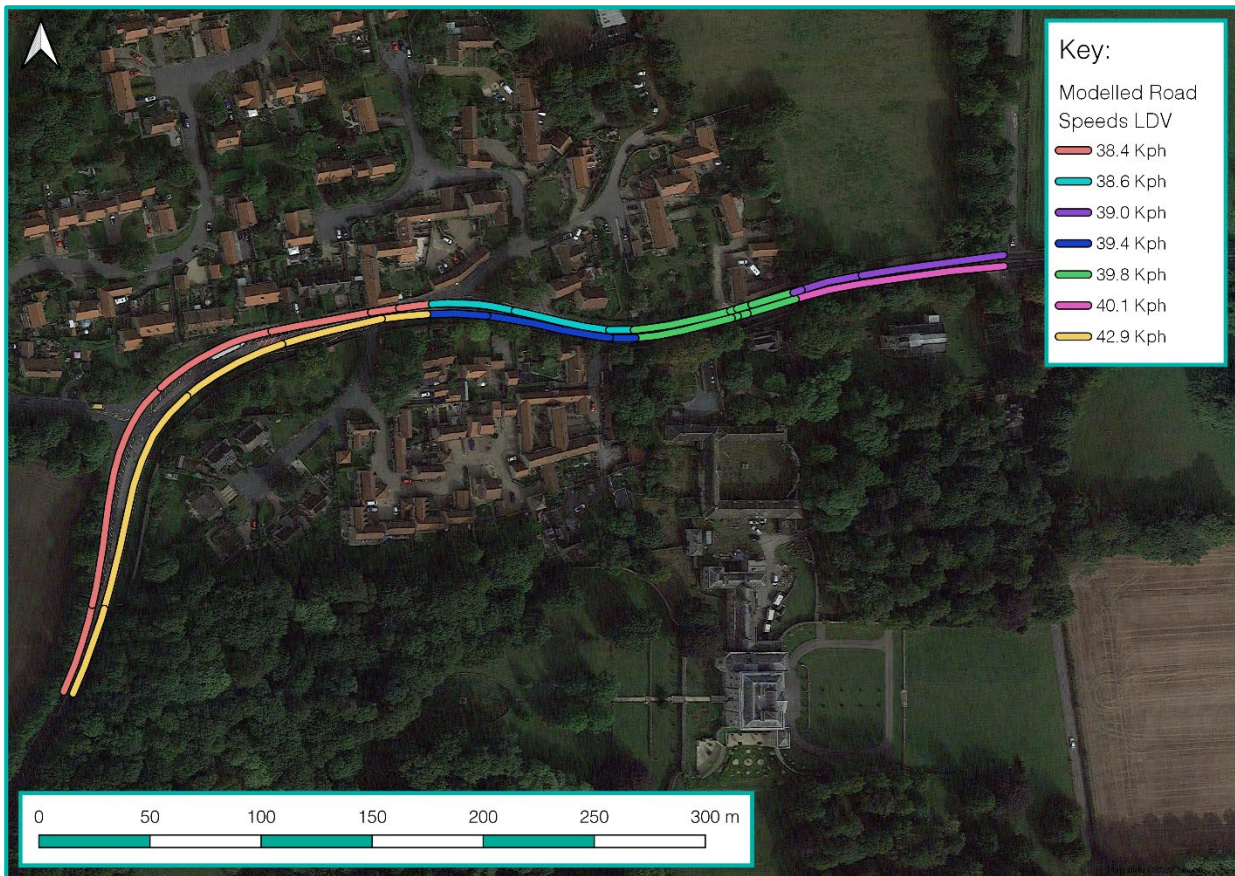 Key:
Modelled Road
Speeds LDV
38.4 Kph
38.6 Kph
39.0 Kph
39.4 Kph
39.8 Kph
40.1 Kph
42.9 Kph
0 50 100 150 200 250 300 m